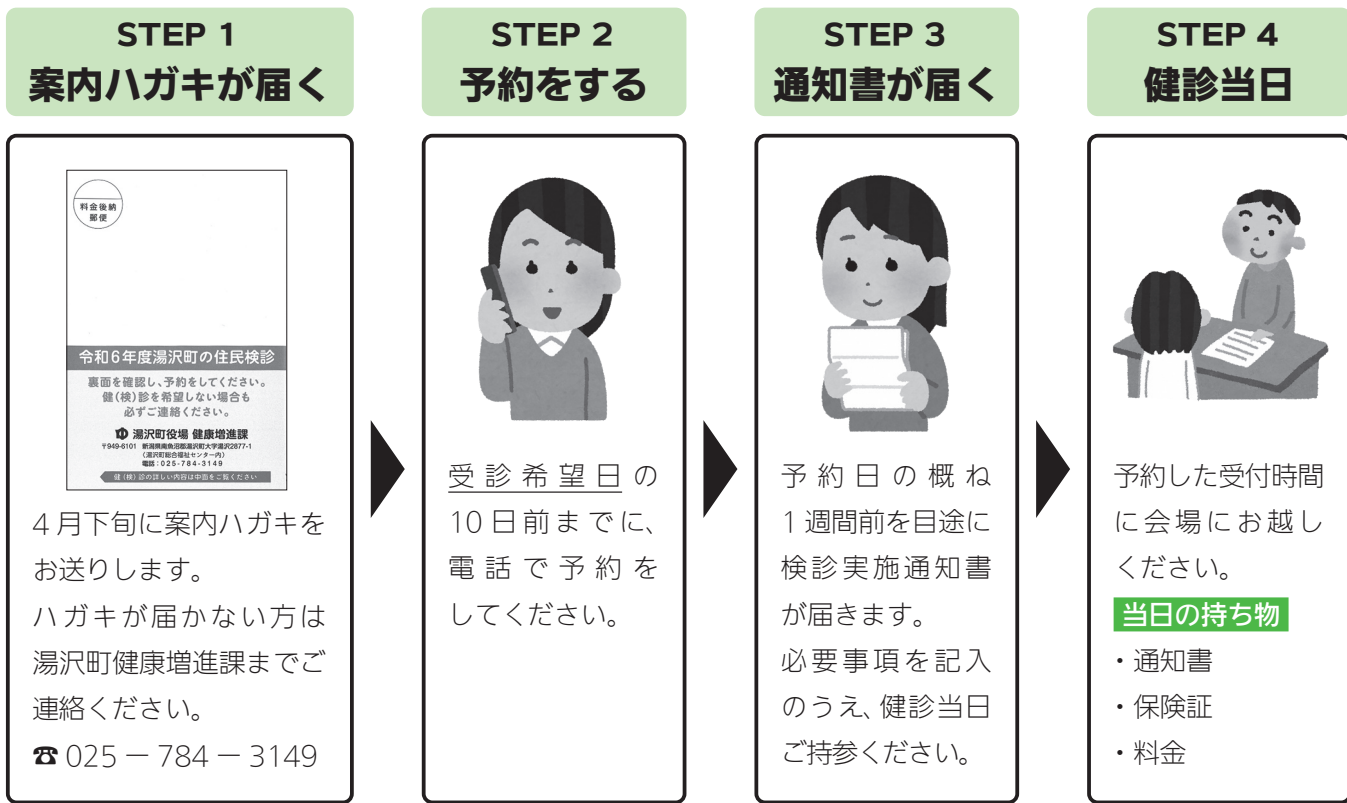 STEP 1
案内ハガキが届く
料金後納
郵便
令和6年度湯沢町の住民検診
裏面を確認し、予約をしてください。
健(検)診を希望しない場合も
必ずご連絡ください。
湯沢町役場 健康増進課
〒949-6101 新潟県南魚沼郡湯沢町大字湯沢2877-1
(湯沢町総合福祉センター内)
電話:025-784-3149
健(検)診の詳しい内容は中面をご覧ください
4月下旬に案内ハガキを
お送りします。
ハガキが届かない方は
湯沢町健康増進課までご
連絡ください。
☎025-784-3149
STEP 2
予約をする
受診希望日の
10日前までに、
電話で予約を
してください。
STEP 3
通知書が届く
予約日の概ね
1週間前を目途に
検診実施通知書
が届きます。
必要事項を記入
のうえ、健診当日
ご持参ください。
STEP 4
健診当日
予約した受付時間
に会場にお越し
ください。
当日の持ち物
・通知書
・保険証
・料金